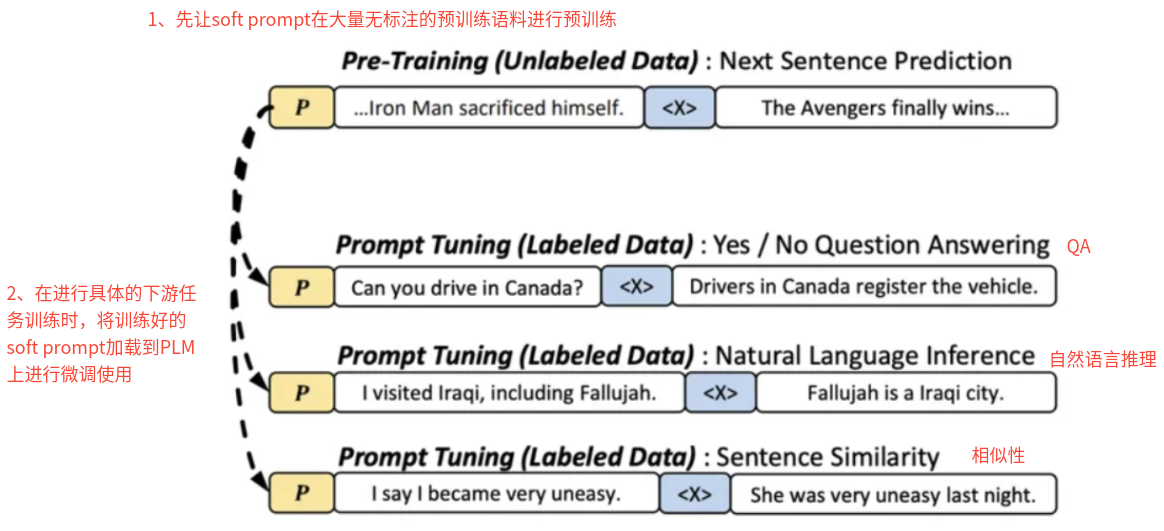 1、先让soft prompt在大量无标注的预训练语料进行预训练
Pre-Training (Unlabeled Data) : Next Sentence Prediction
P ...Iron Man sacrificed himself. <X> The Avengers finally wins...
Prompt Tuning (Labeled Data) : Yes / No Question Answering QA
P Can you drive in Canada? <X> Drivers in Canada register the vehicle.
2、在进行具体的下游任
务训练时，将训练好的
soft prompt加载到PLM
上进行微调使用
Prompt Tuning (Labeled Data) : Natural Language Inference 自然语言推理
P I visited Iraqi, including Fallujah. <X> Fallujah is a Iraqi city.
Prompt Tuning (Labeled Data) : Sentence Similarity 相似性
P I say I became very uneasy. <X> She was very uneasy last night.